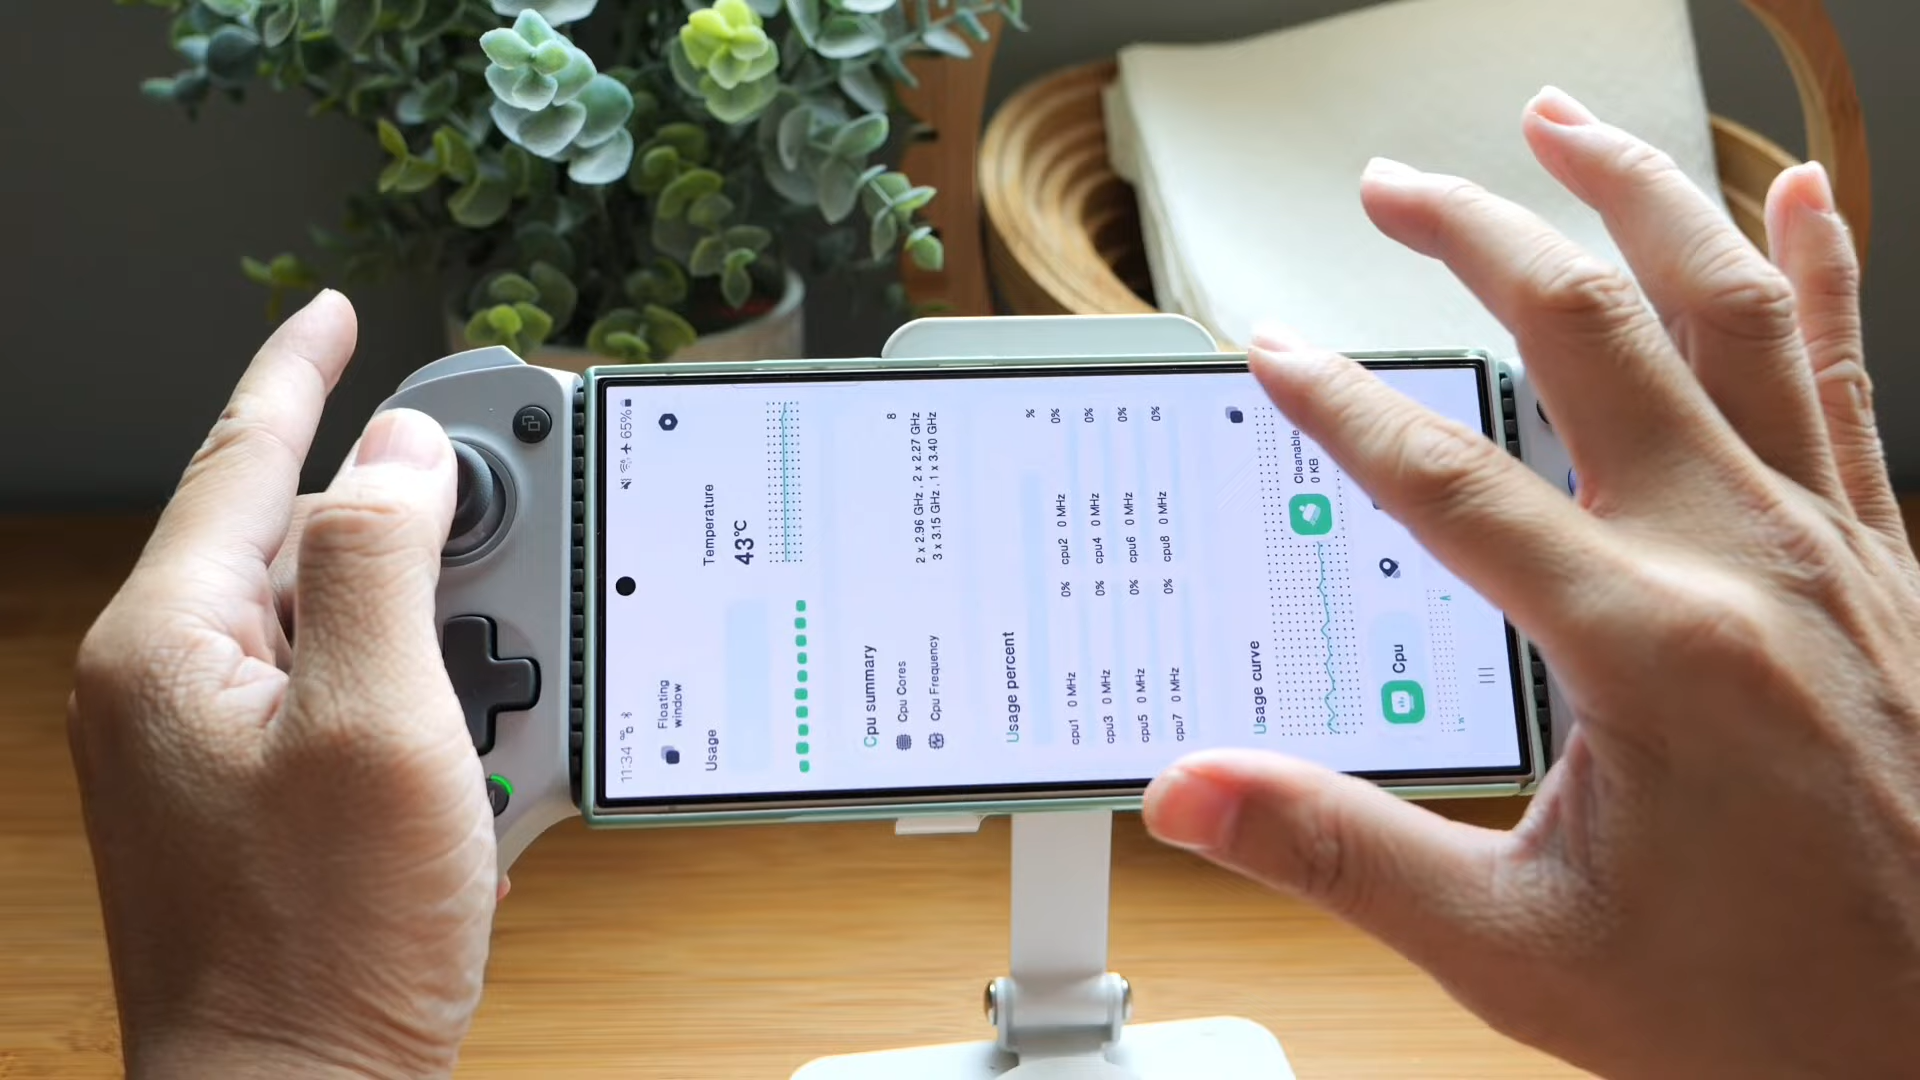 11:34
65%
Floating
window
Usage
Temperature
43°C
Cpu summary
Cpu Cores
8
Cpu Frequency
2 x 2.96 GHz , 2 x 2.27 GHz
3 x 3.15 GHz , 1 x 3.40 GHz
Usage percent
%
cpu1 0 MHz 0% cpu2 0 MHz 0%
cpu3 0 MHz 0% cpu4 0 MHz 0%
cpu5 0 MHz 0% cpu6 0 MHz 0%
cpu7 0 MHz 0% cpu8 0 MHz 0%
Usage curve
Cleanable
0 KB
Cpu